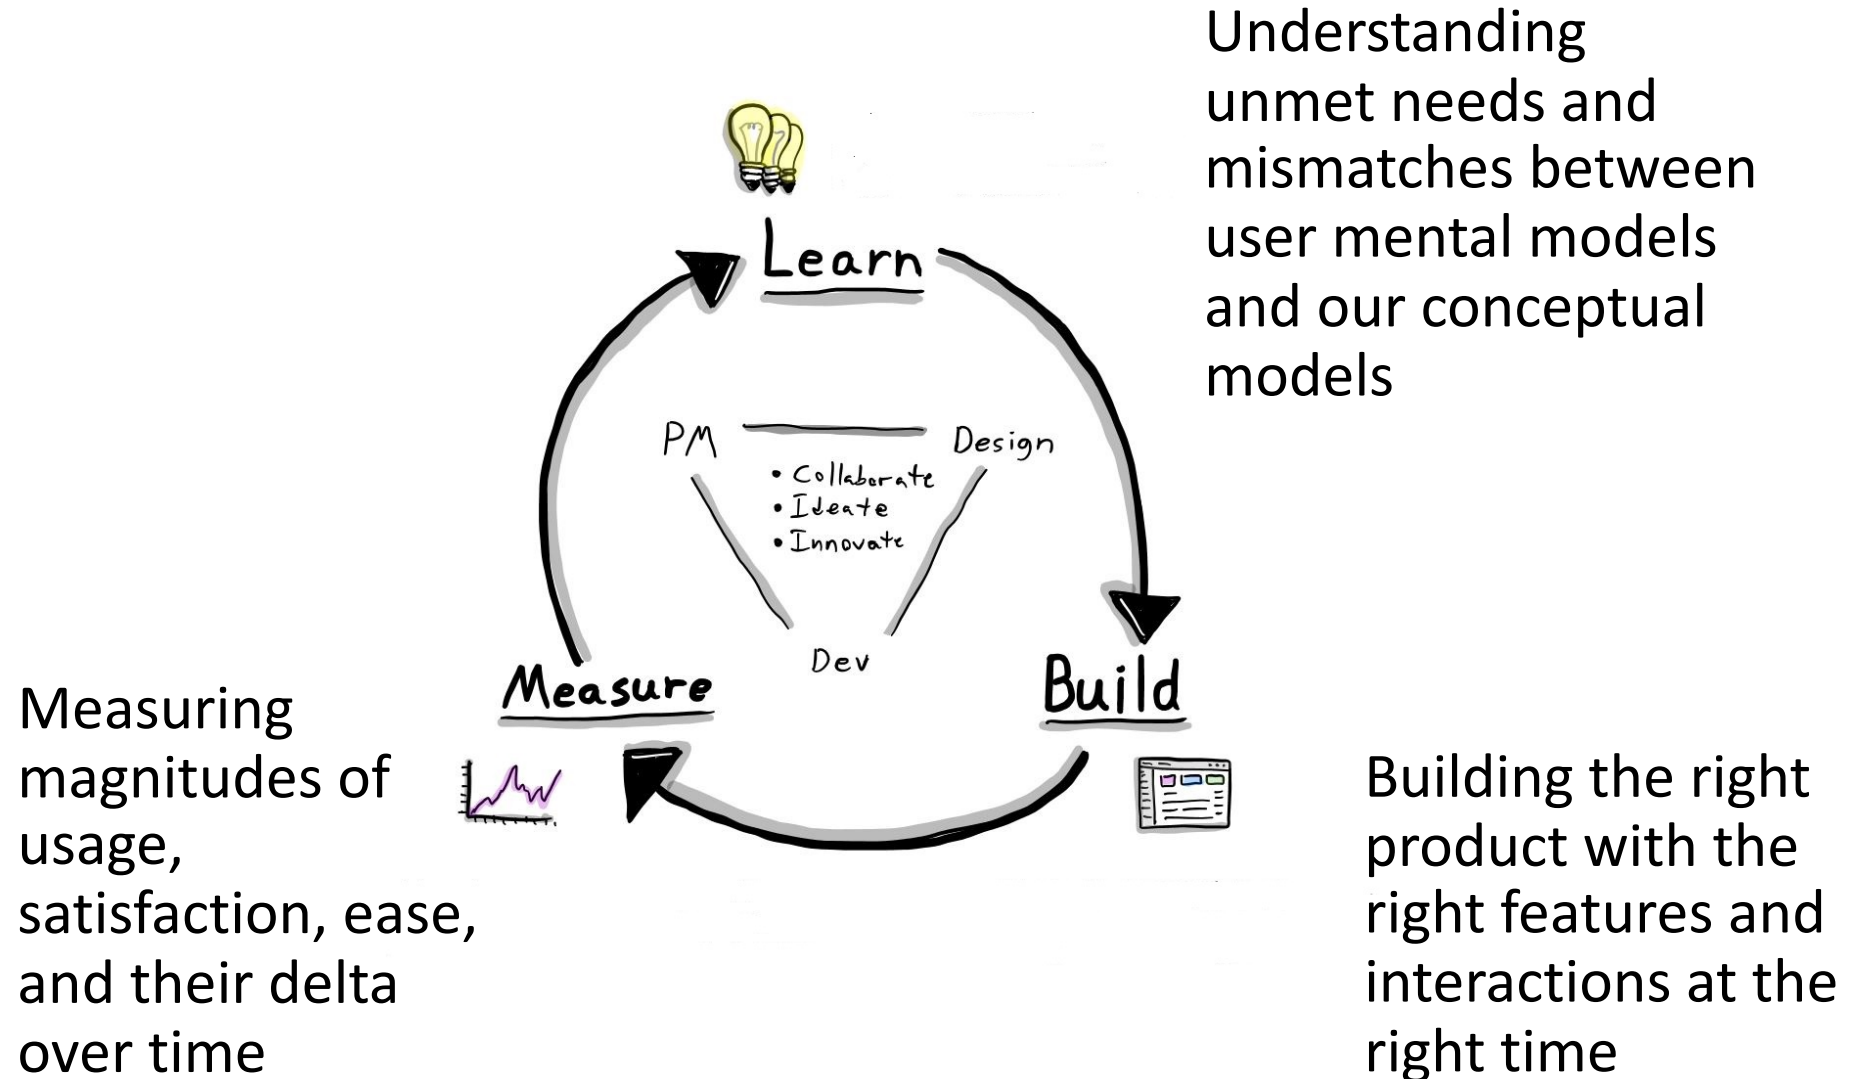 Understanding
unmet needs and
mismatches between
user mental models
and our conceptual
models
Learn
PM
Design
• Collaborate
• Ideate
• Innovate
Dev
Measure
Build
Measuring
magnitudes of
usage,
satisfaction, ease,
and their delta
over time
Building the right
product with the
right features and
interactions at the
right time